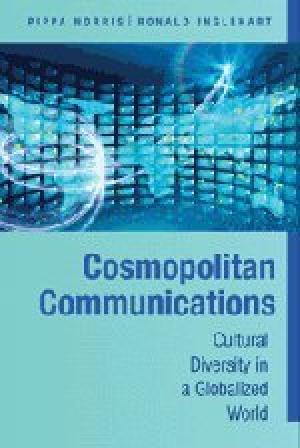 PIPPA NORRIS | RONALD INGLEHART
Cosmopolitan
Communications
Cultural
Diversity in
a Globalized
World